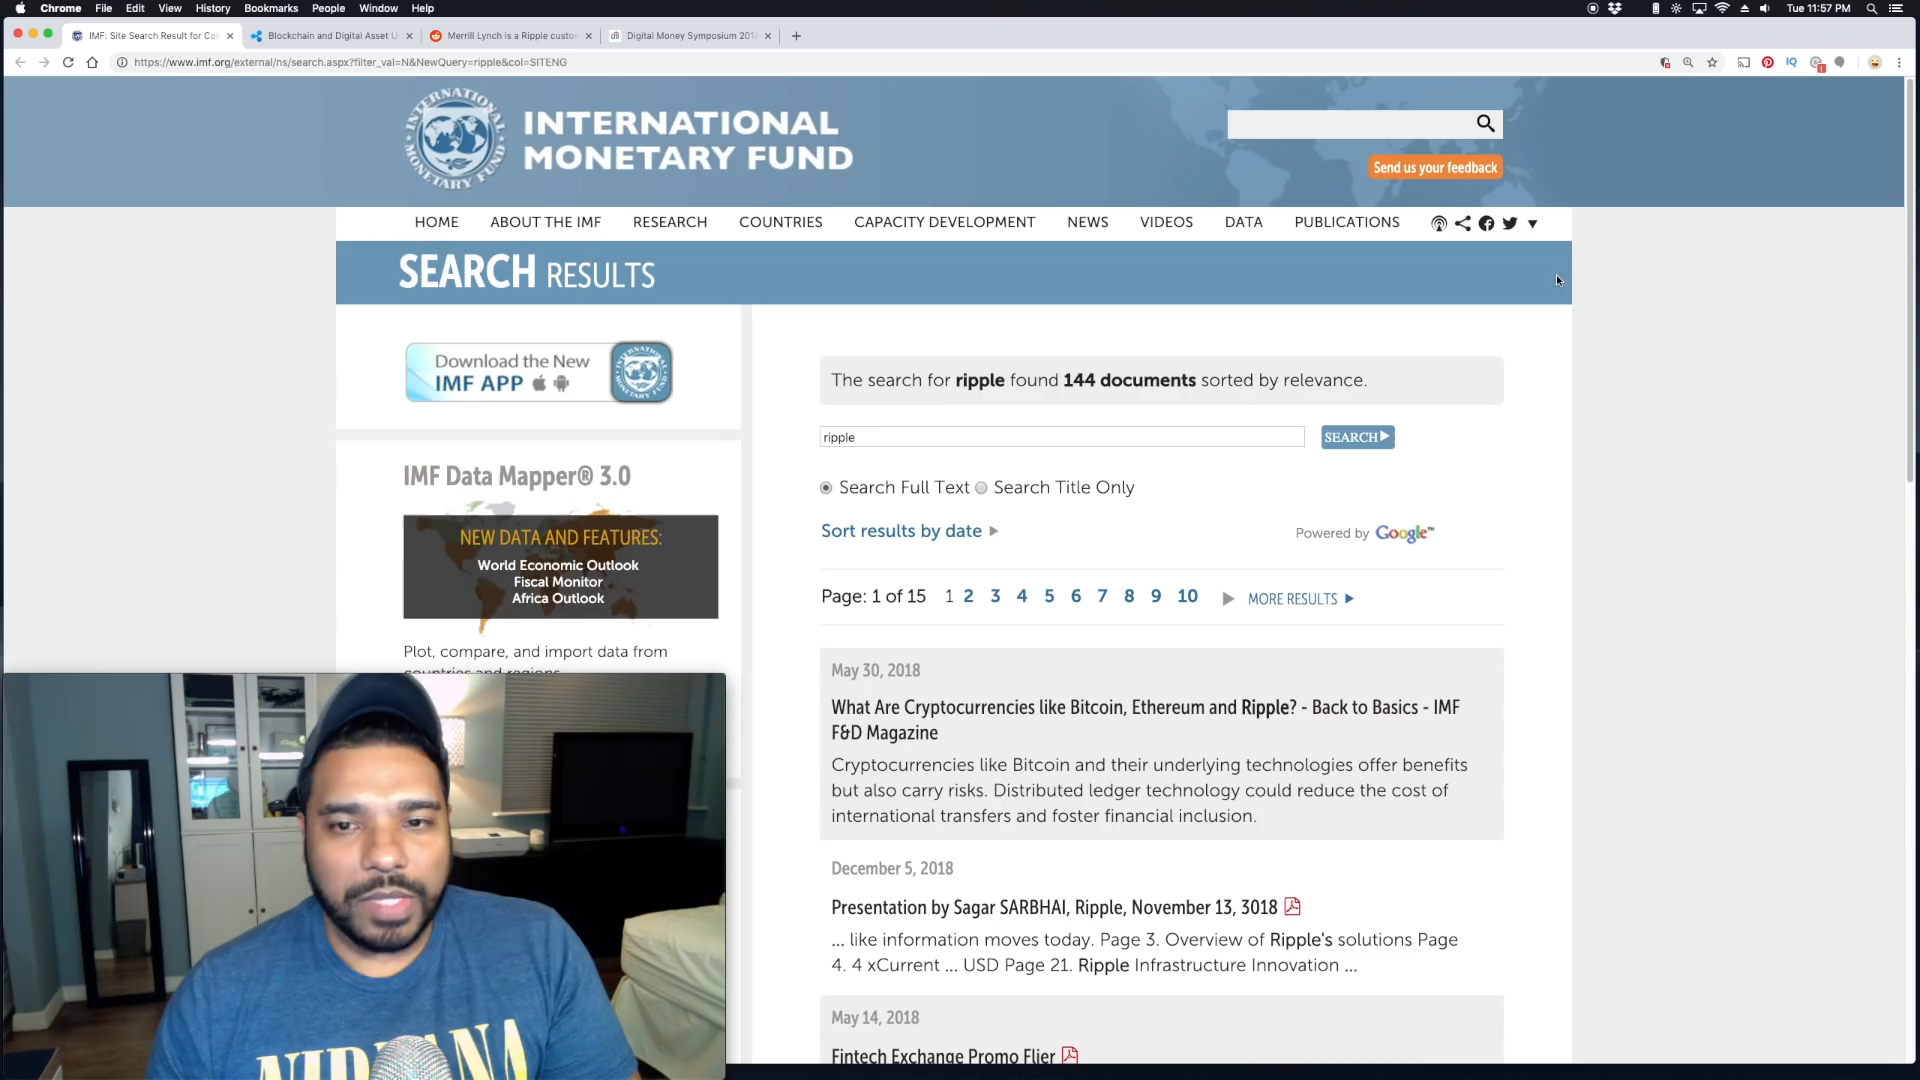 Chrome File Edit View History Bookmarks People Window Help
Tue 11:57 PM
IMF: Site Search Result for Co
Blockchain and Digital Asset U
Merrill Lynch is a Ripple custo
Digital Money Symposium 201
https://www.imf.org/external/ns/search.aspx?filter_val=N&NewQuery=ripple&col=SITENG
INTERNATIONAL
MONETARY FUND
Send us your feedback
HOME ABOUT THE IMF RESEARCH COUNTRIES CAPACITY DEVELOPMENT NEWS VIDEOS DATA PUBLICATIONS
SEARCH RESULTS
Download the New
IMF APP
INTERNATIONAL
The search for ripple found 144 documents sorted by relevance.
ripple
SEARCH
Search Full Text Search Title Only
Sort results by date
Powered by Google™
Page: 1 of 15 1 2 3 4 5 6 7 8 9 10 MORE RESULTS
IMF Data Mapper® 3.0
NEW DATA AND FEATURES:
World Economic Outlook
Fiscal Monitor
Africa Outlook
Plot, compare, and import data from
countries and regions
May 30, 2018
What Are Cryptocurrencies like Bitcoin, Ethereum and Ripple? - Back to Basics - IMF
F&D Magazine
Cryptocurrencies like Bitcoin and their underlying technologies offer benefits
but also carry risks. Distributed ledger technology could reduce the cost of
international transfers and foster financial inclusion.
December 5, 2018
Presentation by Sagar SARBHAI, Ripple, November 13, 3018
... like information moves today. Page 3. Overview of Ripple's solutions Page
4. 4 xCurrent ... USD Page 21. Ripple Infrastructure Innovation ...
May 14, 2018
Fintech Exchange Promo Flier
NIRVANA